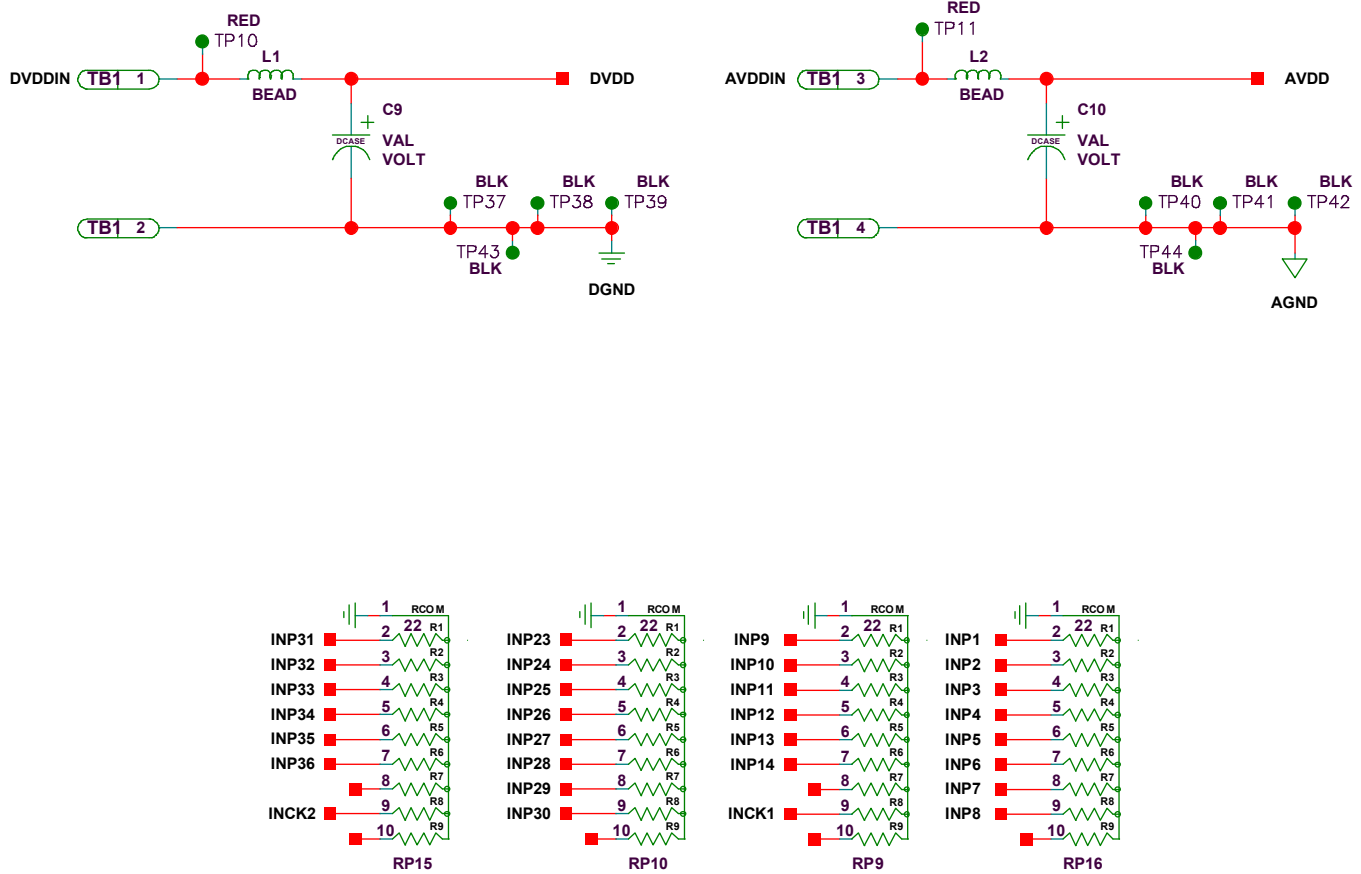 RED
TP10
L1
DVDDIN TB1 1 DVDD
BEAD
C9
+
DCASE VAL
VOLT
BLK BLK BLK
TP37 TP38 TP39
TB1 2
TP43
BLK
DGND
RED
TP11
L2
AVDDIN TB1 3 AVDD
BEAD
C10
+
DCASE VAL
VOLT
BLK BLK BLK
TP40 TP41 TP42
TB1 4
TP44
BLK
AGND
1 RCOM
22 R1
INP31 2
INP32 3 R2
INP33 4 R3
INP34 5 R4
INP35 6 R5
INP36 7 R6
8 R7
INCK2 9 R8
10 R9
RP15
1 RCOM
22 R1
INP23 2
INP24 3 R2
INP25 4 R3
INP26 5 R4
INP27 6 R5
INP28 7 R6
INP29 8 R7
INP30 9 R8
10 R9
RP10
1 RCOM
22 R1
INP9 2
INP10 3 R2
INP11 4 R3
INP12 5 R4
INP13 6 R5
INP14 7 R6
8 R7
INCK1 9 R8
10 R9
RP9
1 RCOM
22 R1
INP1 2
INP2 3 R2
INP3 4 R3
INP4 5 R4
INP5 6 R5
INP6 7 R6
INP7 8 R7
INP8 9 R8
10 R9
RP16